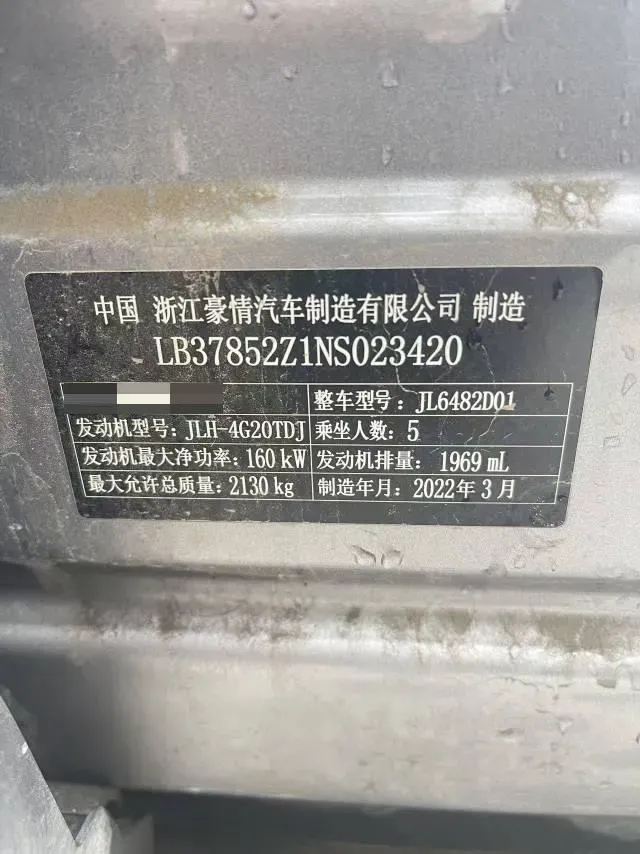 中国 浙江豪情汽车制造有限公司 制造
LB37852Z1NS023420
整车型号：JL6482D01
发动机型号：JLH-4G20TDJ 乘坐人数：5
发动机最大净功率：160 kW 发动机排量：1969 mL
最大允许总质量：2130 kg 制造年月：2022年3月